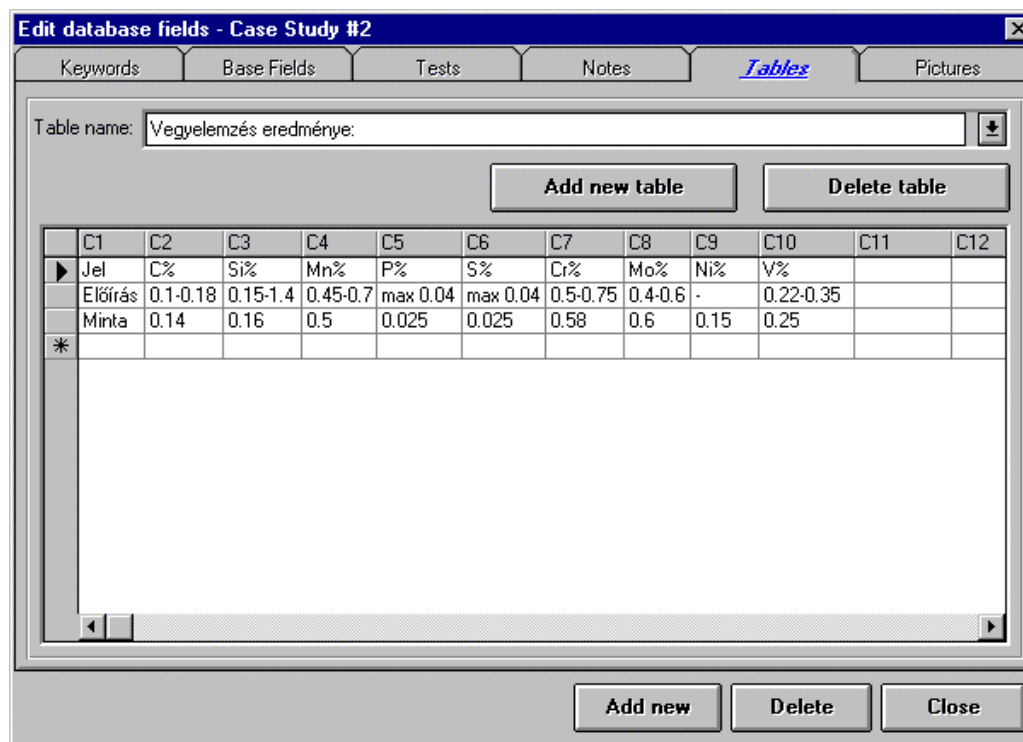 Edit database fields - Case Study #2
Keywords Base Fields Tests Notes Tables Pictures
Table name: Vegyelemzés eredménye:
Add new table Delete table
C1 C2 C3 C4 C5 C6 C7 C8 C9 C10 C11 C12
Jel C% Si% Mn% P% S% Cr% Mo% Ni% V%
Előírás 0.1-0.18 0.15-1.4 0.45-0.7 max 0.04 max 0.04 0.5-0.75 0.4-0.6 - 0.22-0.35
Minta 0.14 0.16 0.5 0.025 0.025 0.58 0.6 0.15 0.25
Add new Delete Close